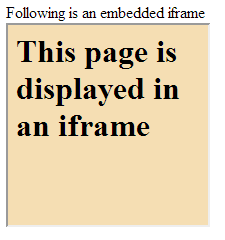 Following is an embedded iframe
This page is
displayed in
an iframe